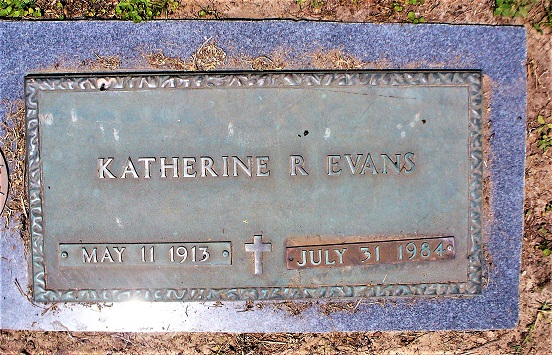 KATHERINE R EVANS
MAY 11 1913 JULY 31 1984